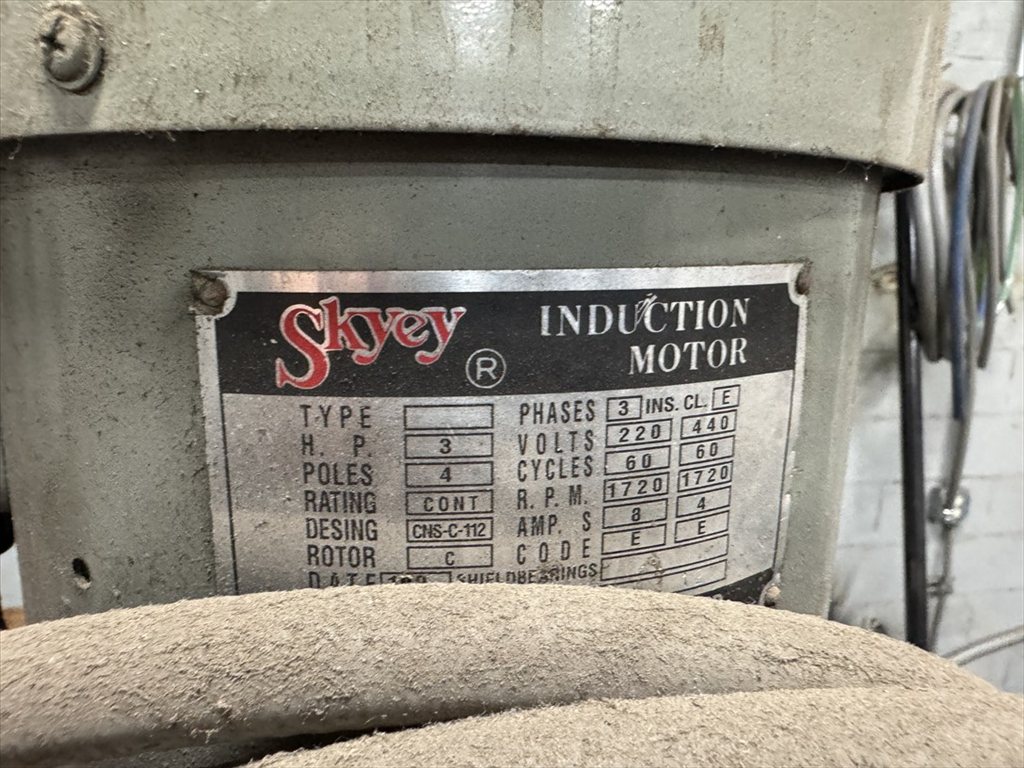 Skyey ® INDUCTION
MOTOR
TYPE PHASES 3 INS. CL. E
H. P. 3 VOLTS 220 440
POLES 4 CYCLES 60 60
RATING CONT R. P. M. 1720 1720
DESING CNS-C-112 AMP. S 8 4
ROTOR C CODE E E
DATE SHIELDBEARINGS